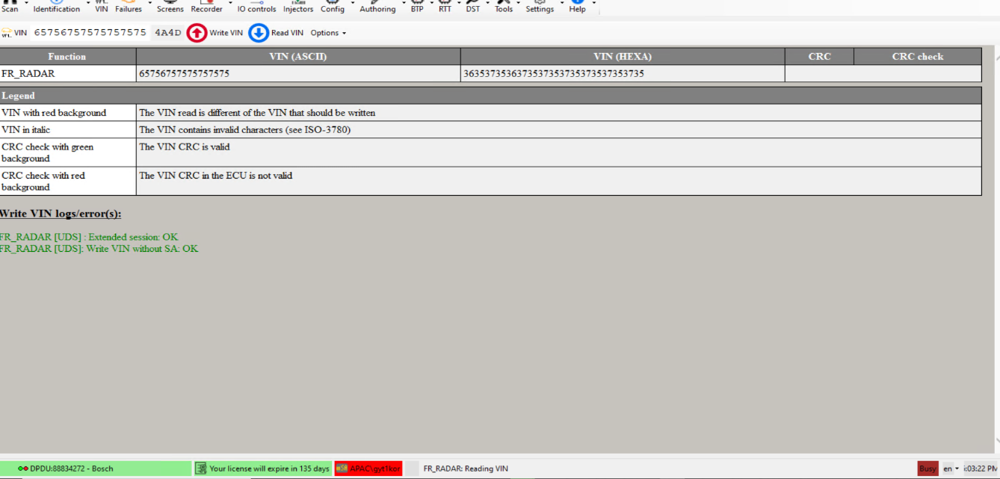 Scan Identification VIN Failures Screens Recorder IO controls Injectors Config Authoring BTP RTT DST Tools Settings Help
VIN 65756757575757575 4A4D Write VIN Read VIN Options
Function VIN (ASCII) VIN (HEXA) CRC CRC check
FR_RADAR 65756757575757575 3635373536373537353735373537353735
Legend
VIN with red background The VIN read is different of the VIN that should be written
VIN in italic The VIN contains invalid characters (see ISO-3780)
CRC check with green The VIN CRC is valid
background
CRC check with red The VIN CRC in the ECU is not valid
background
Write VIN logs/error(s):
FR_RADAR [UDS] : Extended session: OK
FR_RADAR [UDS]: Write VIN without SA: OK
DPDU:88834272 - Bosch Your license will expire in 135 days APAC\gyt1kor FR_RADAR: Reading VIN Busy en :03:22 PM